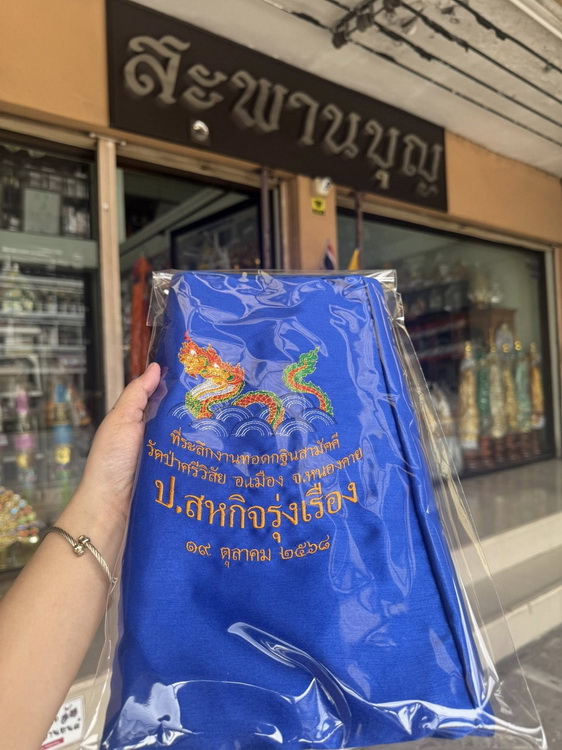 สะพานบุญ
ที่ระลึกงานทอดกฐินสามัคคี
วัดป่าศรีวิสัย อ.เมือง จ.หนองคาย
ป.สหกิจรุ่งเรือง
๑๙ ตุลาคม ๒๕๖๘